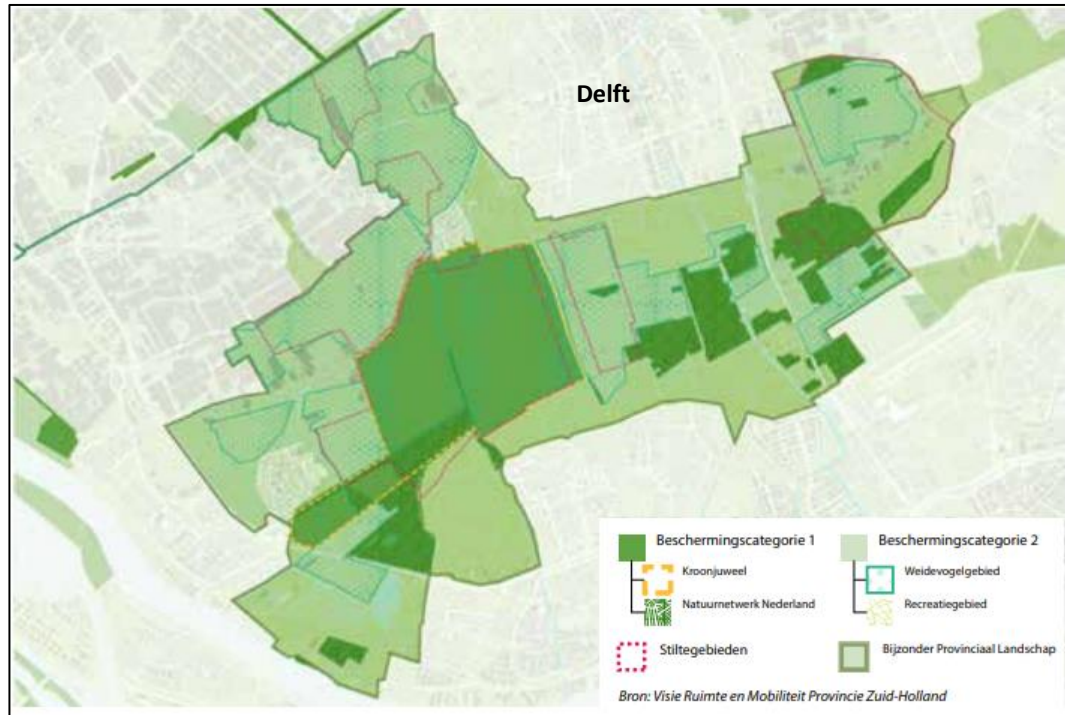 Delft
Beschermingscategorie 1
Kroonjuweel
Natuurnetwerk Nederland
Stiltegebieden
Beschermingscategorie 2
Weidevogelgebied
Recreatiegebied
Bijzonder Provinciaal Landschap
Bron: Visie Ruimte en Mobiliteit Provincie Zuid-Holland